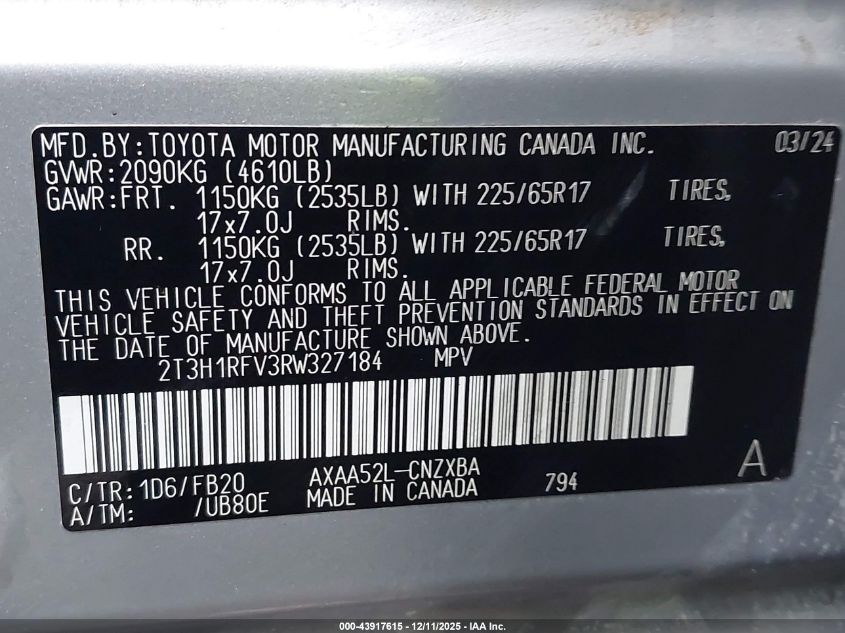 MFD.BY:TOYOTA MOTOR MANUFACTURING CANADA INC. 03/24
GVWR:2090KG (4610LB)
GAWR:FRT. 1150KG (2535LB) WITH 225/65R17 TIRES,
17x7.0J RIMS.
RR. 1150KG (2535LB) WITH 225/65R17 TIRES,
17x7.0J RIMS.
THIS VEHICLE CONFORMS TO ALL APPLICABLE FEDERAL MOTOR
VEHICLE SAFETY AND THEFT PREVENTION STANDARDS IN EFFECT ON
THE DATE OF MANUFACTURE SHOWN ABOVE.
2T3H1RFV3RW327184 MPV
C/TR:1D6/FB20 AXAA52L-CNZXBA A
A/TM: /UB80E MADE IN CANADA 794
000-43917615 - 12/11/2025 - IAA Inc.